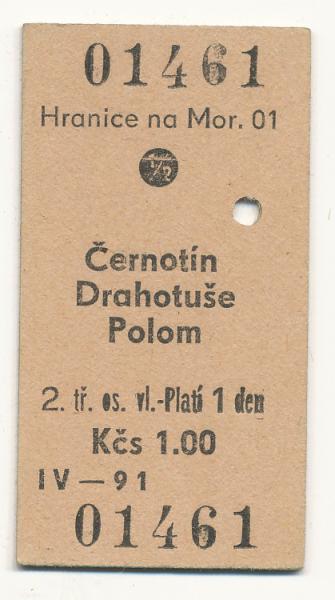 01461
Hranice na Mor. 01
1/2
Černotín
Drahotuše
Polom
2. tř. os. vl.-Platí 1 den
Kčs 1.00
IV—91
01461